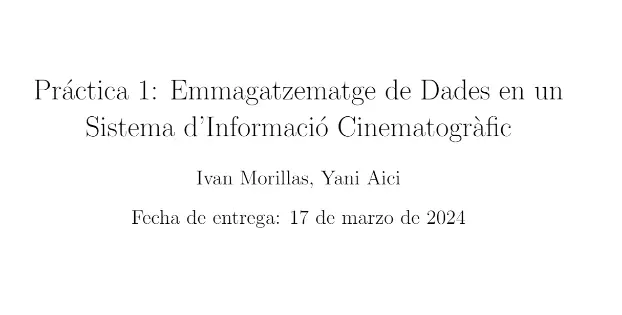 Práctica 1: Emmagatzematge de Dades en un
Sistema d'Informació Cinematogràfic
Ivan Morillas, Yani Aici
Fecha de entrega: 17 de marzo de 2024